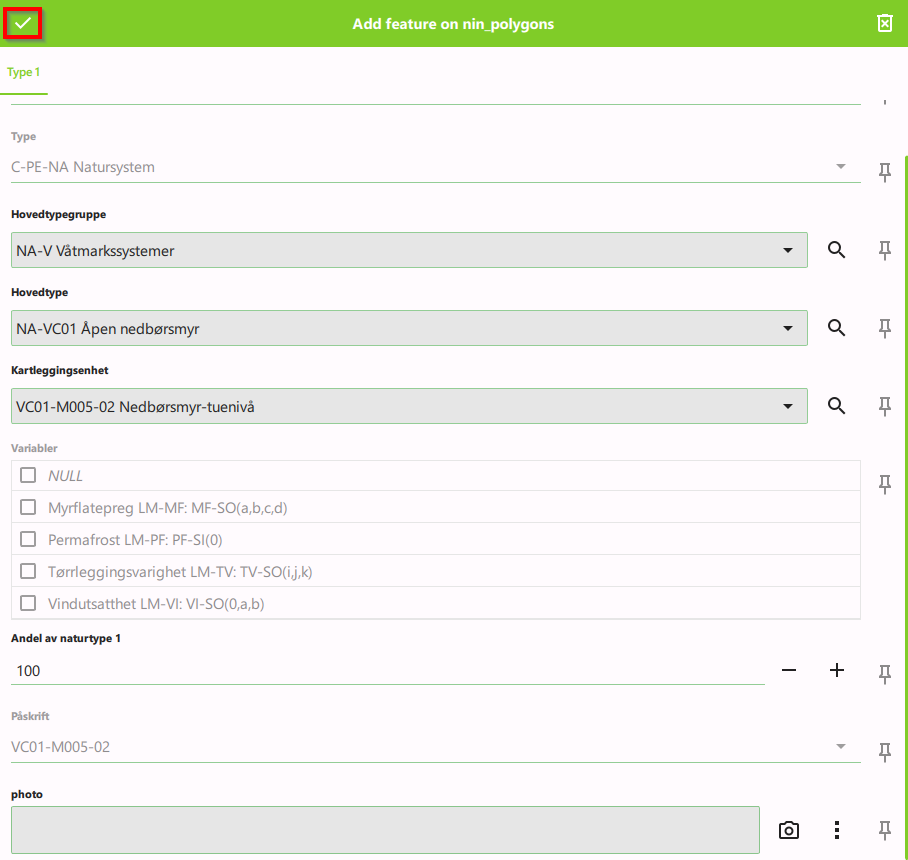 Add feature on nin_polygons
Type 1
Type
C-PE-NA Natursystem
Hovedtypegruppe
NA-V Våtmarkssystemer
Hovedtype
NA-VC01 Åpen nedbørsmyr
Kartleggingsenhet
VC01-M005-02 Nedbørsmyr-tuenivå
Variabler
NULL
Myrflatepreg LM-MF: MF-SO(a,b,c,d)
Permafrost LM-PF: PF-SI(0)
Tørrleggingsvarighet LM-TV: TV-SO(i,j,k)
Vindutsatthet LM-VI: VI-SO(0,a,b)
Andel av naturtype 1
100
Påskrift
VC01-M005-02
photo